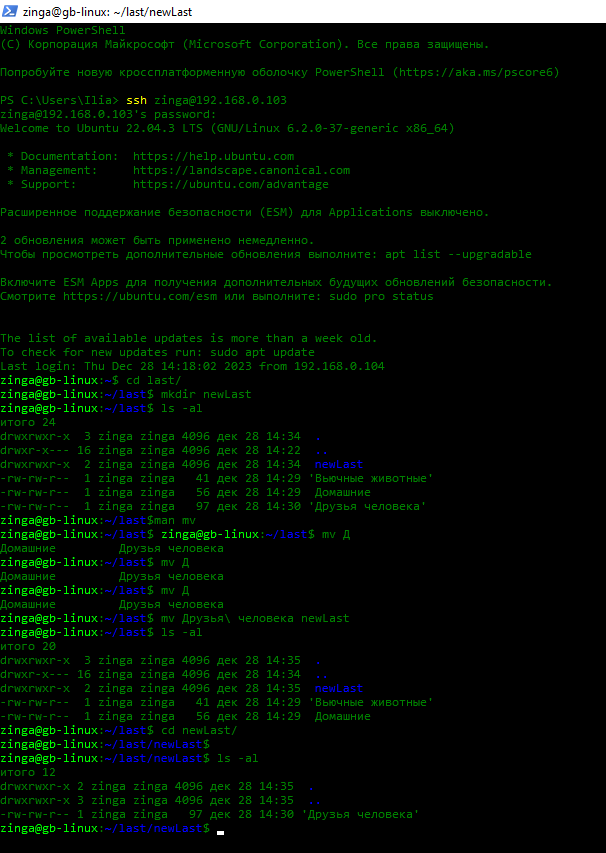 zinga@gb-linux: ~/last/newLast
Windows PowerShell
(C) Корпорация Майкрософт (Microsoft Corporation). Все права защищены.
Попробуйте новую кроссплатформенную оболочку PowerShell (https://aka.ms/pscore6)
PS C:\Users\Ilia> ssh zinga@192.168.0.103
zinga@192.168.0.103's password:
Welcome to Ubuntu 22.04.3 LTS (GNU/Linux 6.2.0-37-generic x86_64)
* Documentation:  https://help.ubuntu.com
* Management:     https://landscape.canonical.com
* Support:        https://ubuntu.com/advantage
Расширенное поддержание безопасности (ESM) для Applications выключено.
2 обновления может быть применено немедленно.
Чтобы просмотреть дополнительные обновления выполните: apt list --upgradable
Включите ESM Apps для получения дополнительных будущих обновлений безопасности.
Смотрите https://ubuntu.com/esm или выполните: sudo pro status
The list of available updates is more than a week old.
To check for new updates run: sudo apt update
Last login: Thu Dec 28 14:18:02 2023 from 192.168.0.104
zinga@gb-linux:~$ cd last/
zinga@gb-linux:~/last$ mkdir newLast
zinga@gb-linux:~/last$ ls -al
итого 24
drwxrwxr-x  3 zinga zinga 4096 дек 28 14:34  .
drwxr-x--- 16 zinga zinga 4096 дек 28 14:22  ..
drwxrwxr-x  2 zinga zinga 4096 дек 28 14:34  newLast
-rw-rw-r--  1 zinga zinga   41 дек 28 14:29 'Вьючные животные'
-rw-rw-r--  1 zinga zinga   56 дек 28 14:29  Домашние
-rw-rw-r--  1 zinga zinga   97 дек 28 14:30 'Друзья человека'
zinga@gb-linux:~/last$man mv
zinga@gb-linux:~/last$ zinga@gb-linux:~/last$ mv Д
Домашние         Друзья человека
zinga@gb-linux:~/last$ mv Д
Домашние         Друзья человека
zinga@gb-linux:~/last$ mv Д
Домашние         Друзья человека
zinga@gb-linux:~/last$ mv Друзья\ человека newLast
zinga@gb-linux:~/last$ ls -al
итого 20
drwxrwxr-x  3 zinga zinga 4096 дек 28 14:35  .
drwxr-x--- 16 zinga zinga 4096 дек 28 14:34  ..
drwxrwxr-x  2 zinga zinga 4096 дек 28 14:35  newLast
-rw-rw-r--  1 zinga zinga   41 дек 28 14:29 'Вьючные животные'
-rw-rw-r--  1 zinga zinga   56 дек 28 14:29  Домашние
zinga@gb-linux:~/last$ cd newLast/
zinga@gb-linux:~/last/newLast$
zinga@gb-linux:~/last/newLast$ ls -al
итого 12
drwxrwxr-x 2 zinga zinga 4096 дек 28 14:35  .
drwxrwxr-x 3 zinga zinga 4096 дек 28 14:35  ..
-rw-rw-r-- 1 zinga zinga   97 дек 28 14:30 'Друзья человека'
zinga@gb-linux:~/last/newLast$